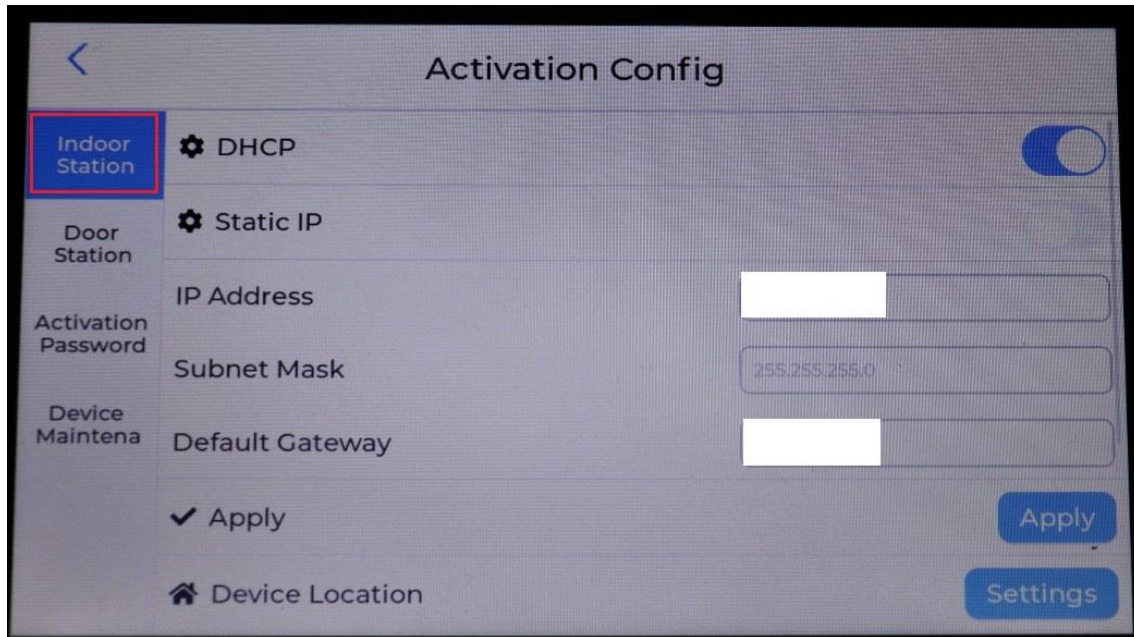 Activation Config
Indoor
Station
DHCP
Door
Station
Static IP
Activation
Password
IP Address
Subnet Mask
255.255.255.0
Device
Maintena
Default Gateway
Apply
Apply
Device Location
Settings